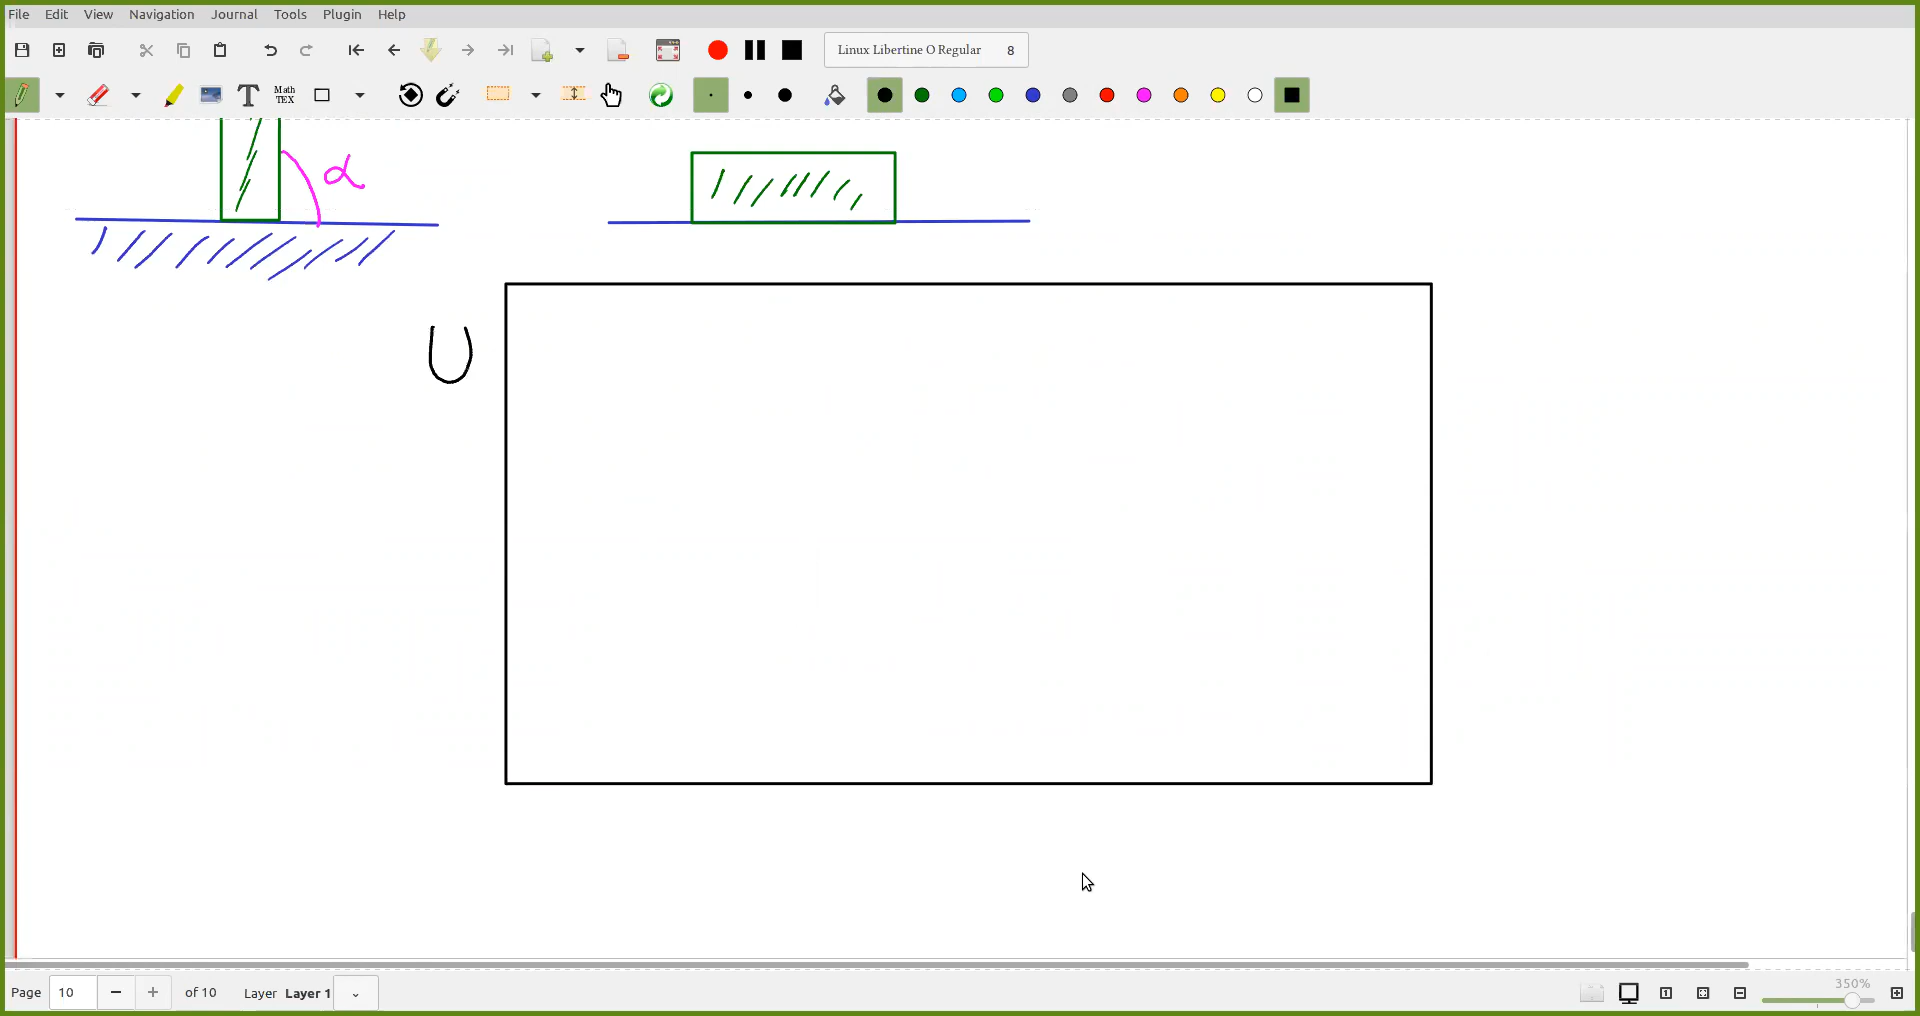 File Edit View Navigation Journal Tools Plugin Help
Linux Libertine O Regular 8
T Math TEX
α
U
350%
Page 10 of 10 Layer Layer 1